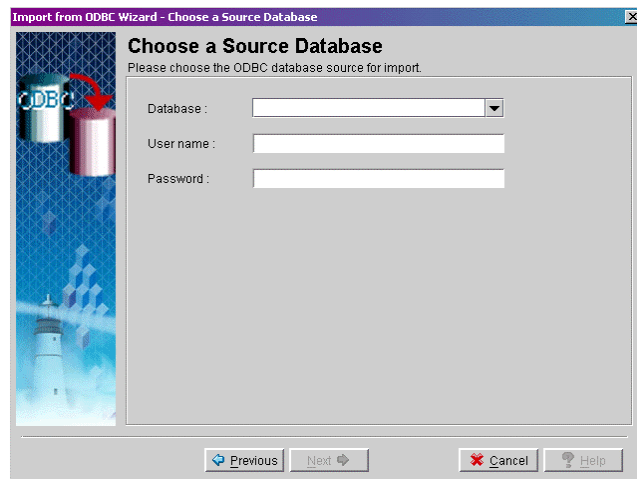 Import from ODBC Wizard - Choose a Source Database
Choose a Source Database
Please choose the ODBC database source for import.
ODBC
Database :
User name :
Password :
Previous
Next
Cancel
Help